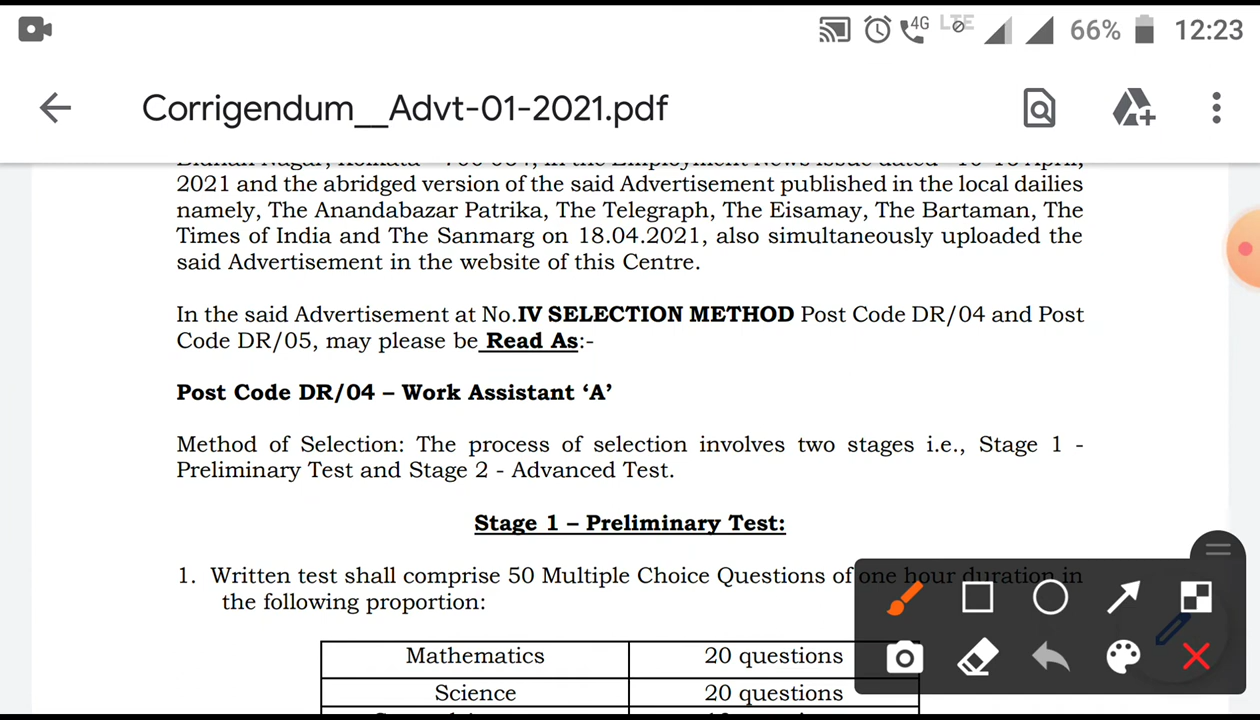 4G LTE 66% 12:23
Corrigendum__Advt-01-2021.pdf
2021 and the abridged version of the said Advertisement published in the local dailies
namely, The Anandabazar Patrika, The Telegraph, The Eisamay, The Bartaman, The
Times of India and The Sanmarg on 18.04.2021, also simultaneously uploaded the
said Advertisement in the website of this Centre.
In the said Advertisement at No.IV SELECTION METHOD Post Code DR/04 and Post
Code DR/05, may please be Read As:-
Post Code DR/04 – Work Assistant ‘A’
Method of Selection: The process of selection involves two stages i.e., Stage 1 -
Preliminary Test and Stage 2 - Advanced Test.
Stage 1 – Preliminary Test:
1. Written test shall comprise 50 Multiple Choice Questions of one hour duration in
the following proportion:
Mathematics 20 questions
Science 20 questions